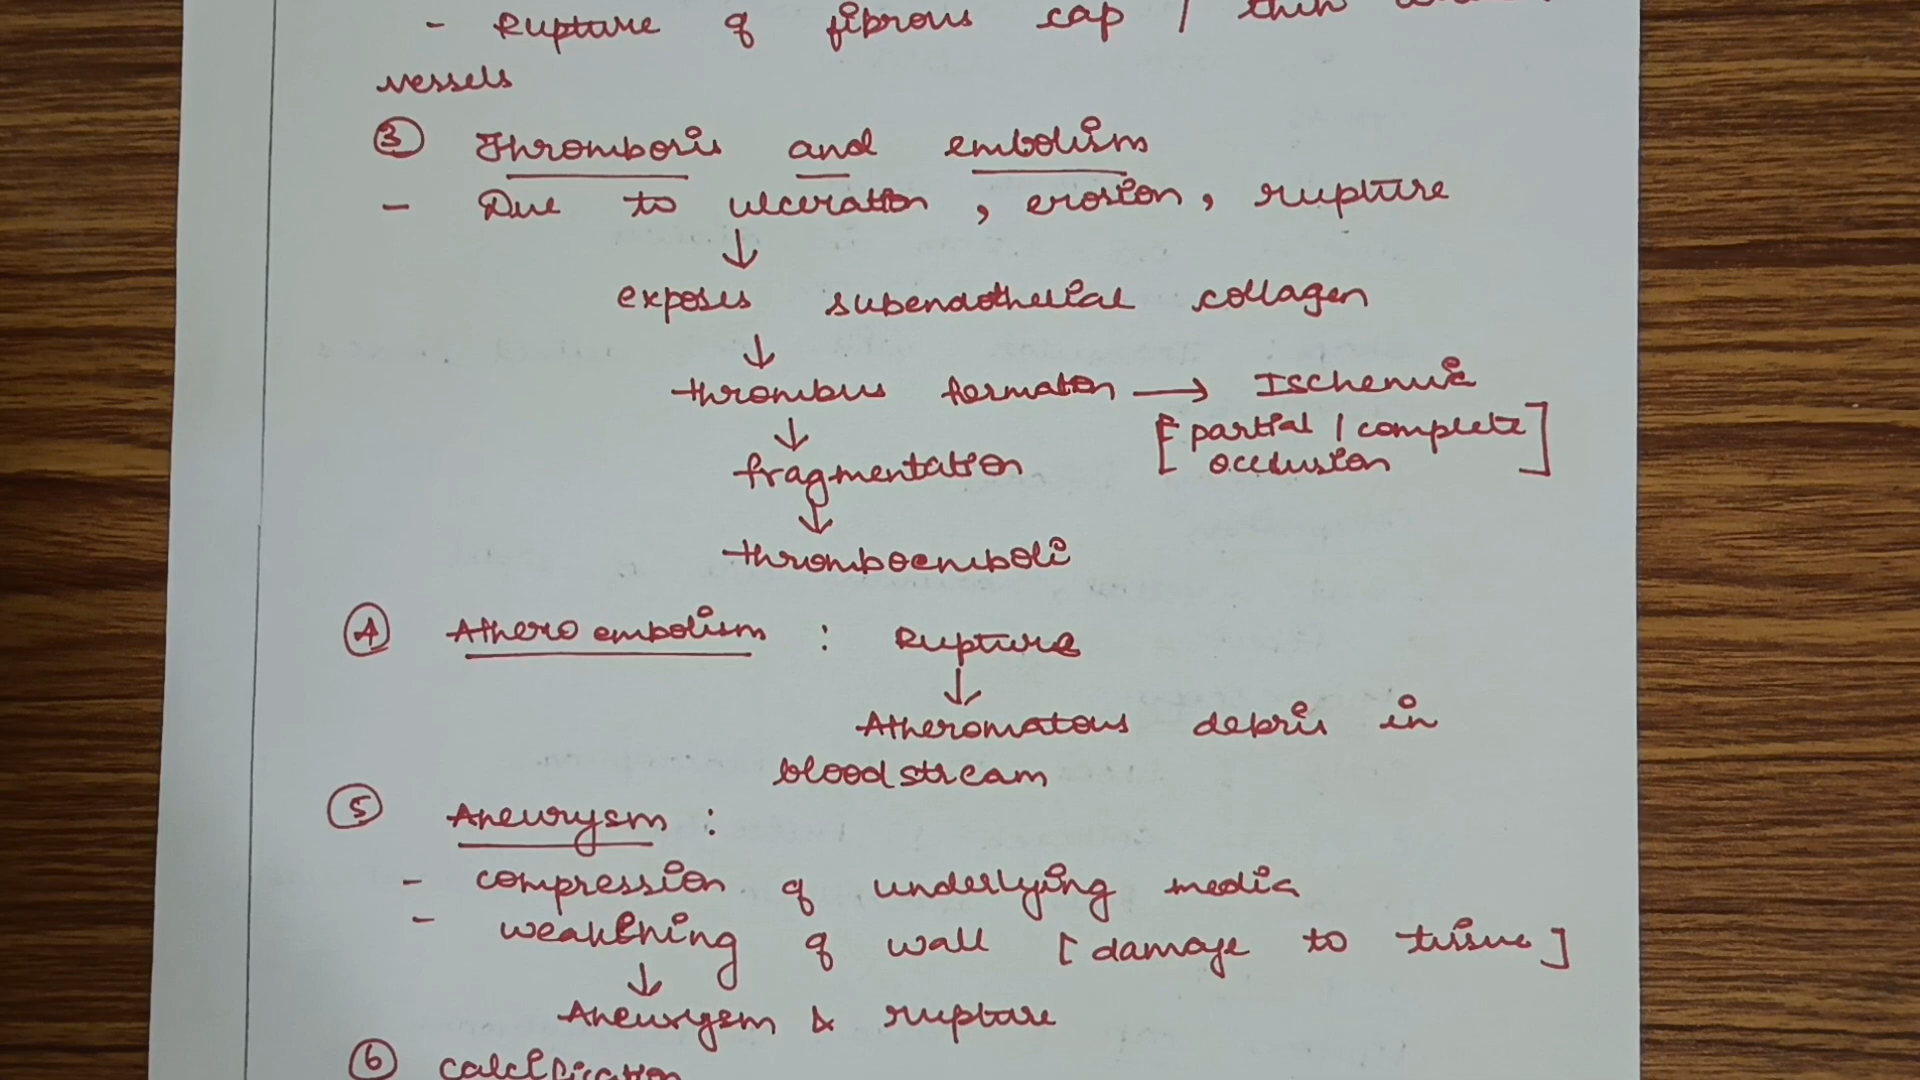 - Rupture of fibrous cap / thin
vessels
③ Thrombosis and embolism
- Due to ulceration, erosion, rupture
↓
exposes subendothelial collagen
↓
thrombus formation → Ischemia
[partial / complete occlusion]
↓
fragmentation
↓
thromboemboli
④ Athero embolism : Rupture
↓
Atheromatous debris in
bloodstream
⑤ Aneurysm :
- compression of underlying media
- weakening of wall [damage to tissue]
↓
Aneurysm & rupture
⑥ calcification